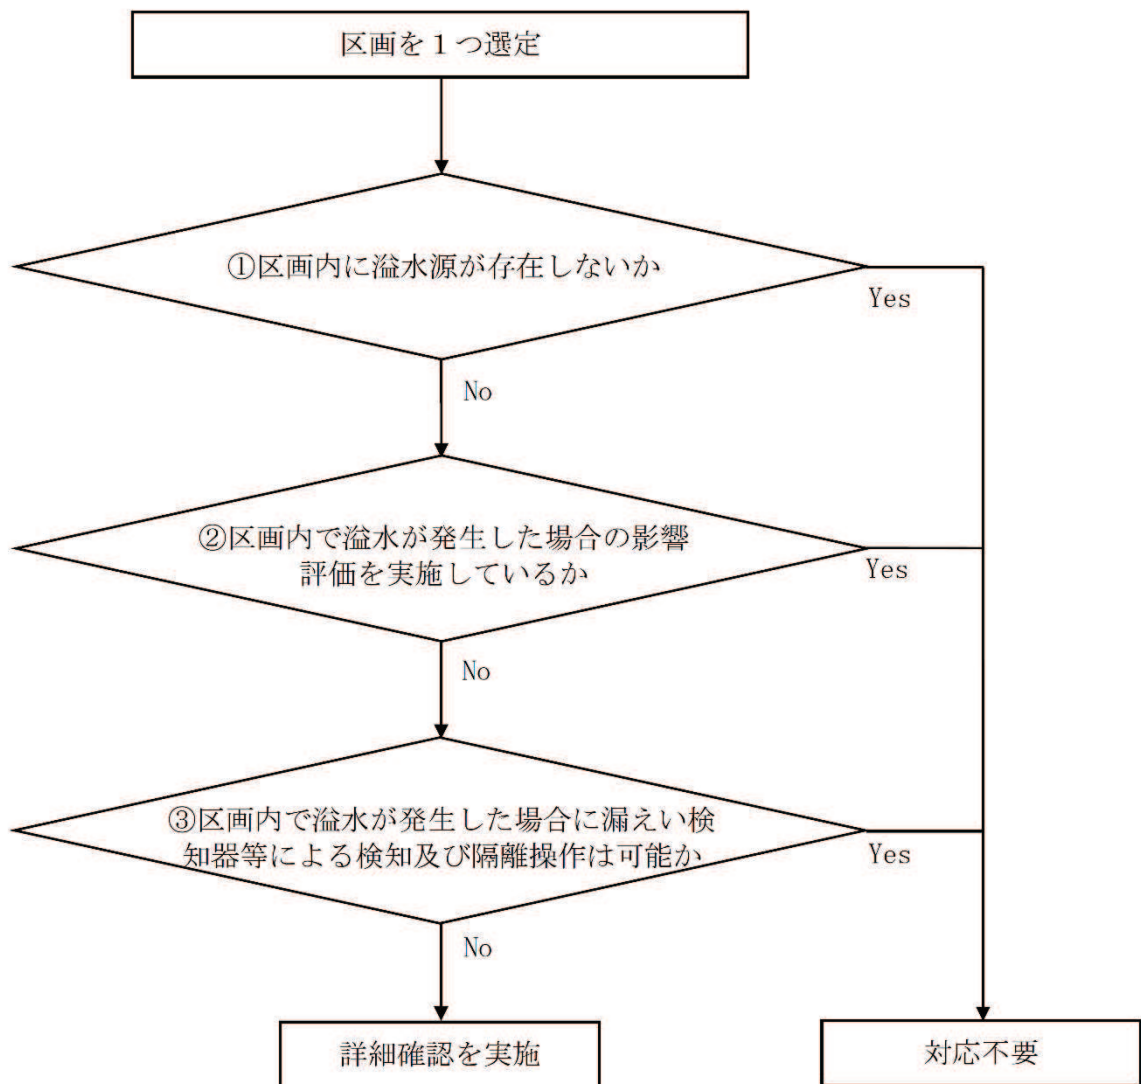 区画を１つ選定
①区画内に溢水源が存在しないか
Yes
No
②区画内で溢水が発生した場合の影響
評価を実施しているか
Yes
No
③区画内で溢水が発生した場合に漏えい検
知器等による検知及び隔離操作は可能か
Yes
No
詳細確認を実施
対応不要